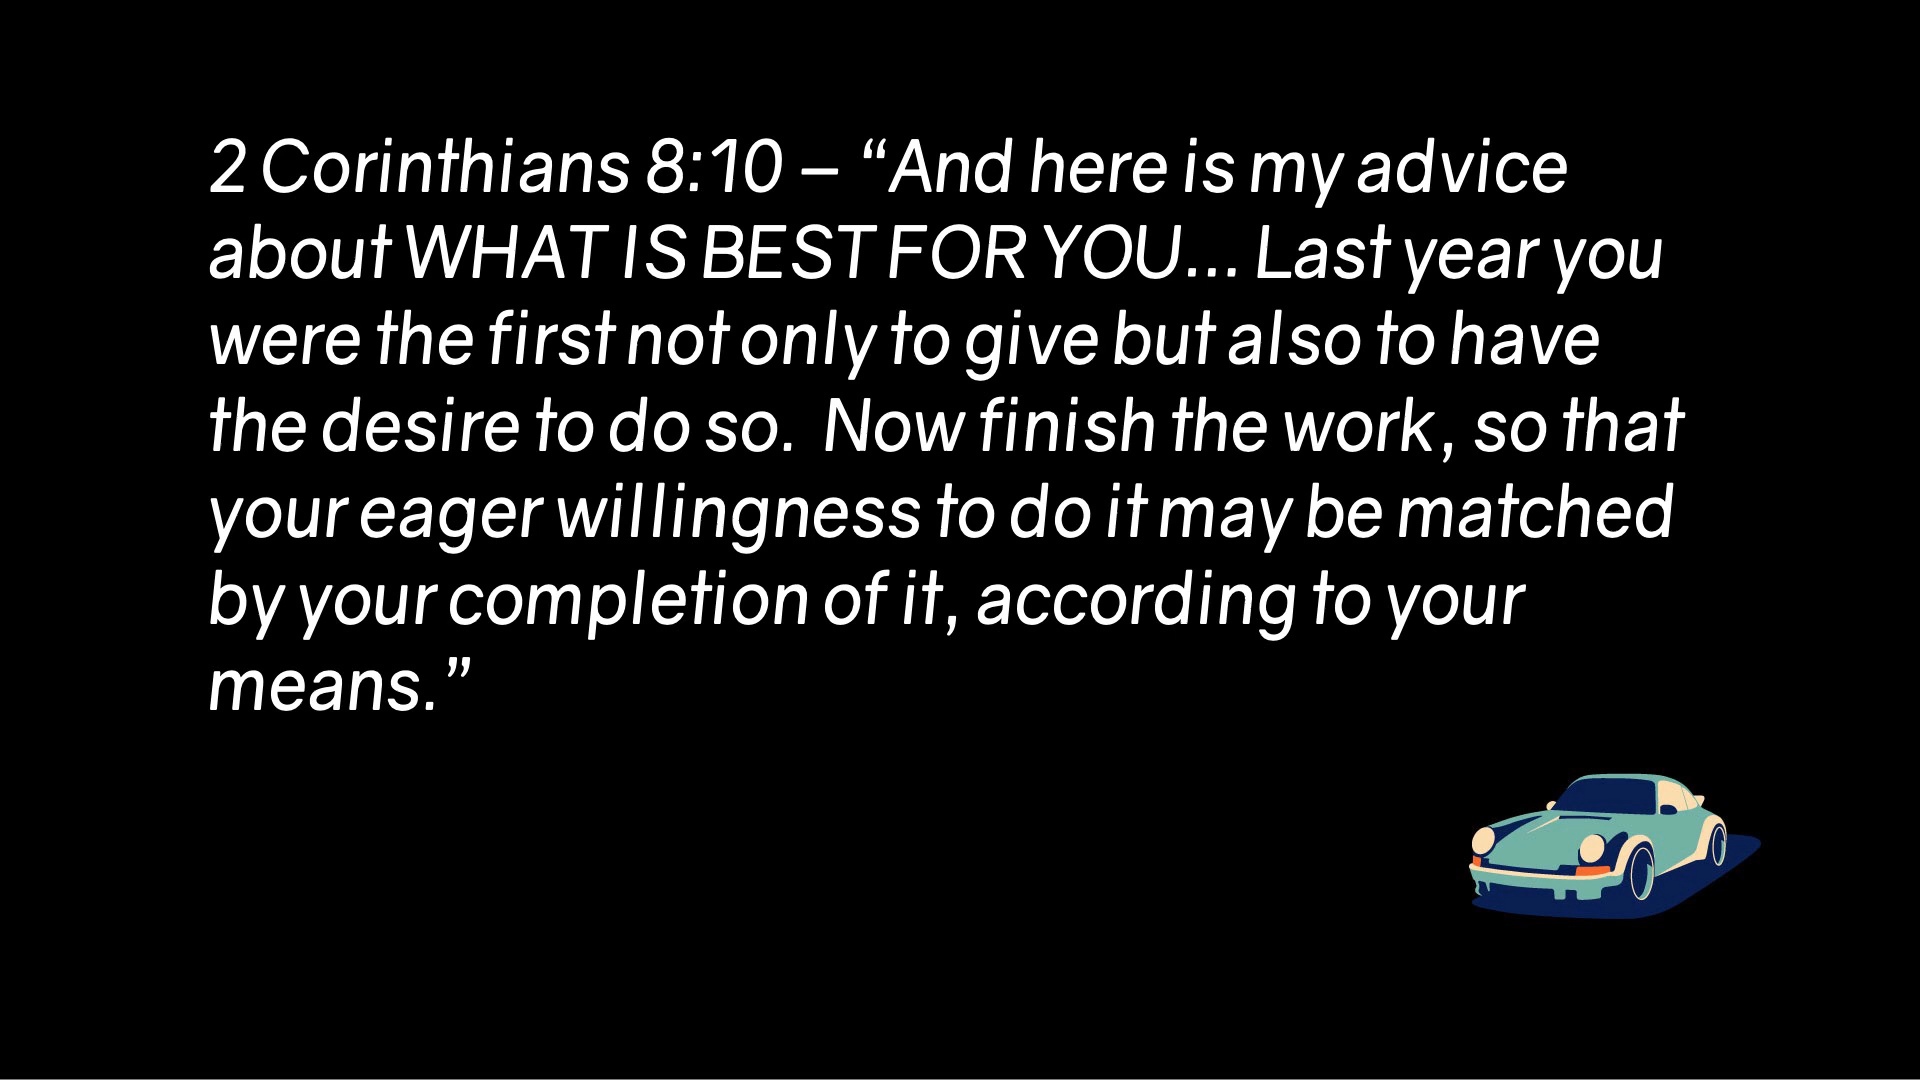 2 Corinthians 8:10 – “And here is my advice
about WHAT IS BEST FOR YOU... Last year you
were the first not only to give but also to have
the desire to do so.  Now finish the work, so that
your eager willingness to do it may be matched
by your completion of it, according to your
means.”